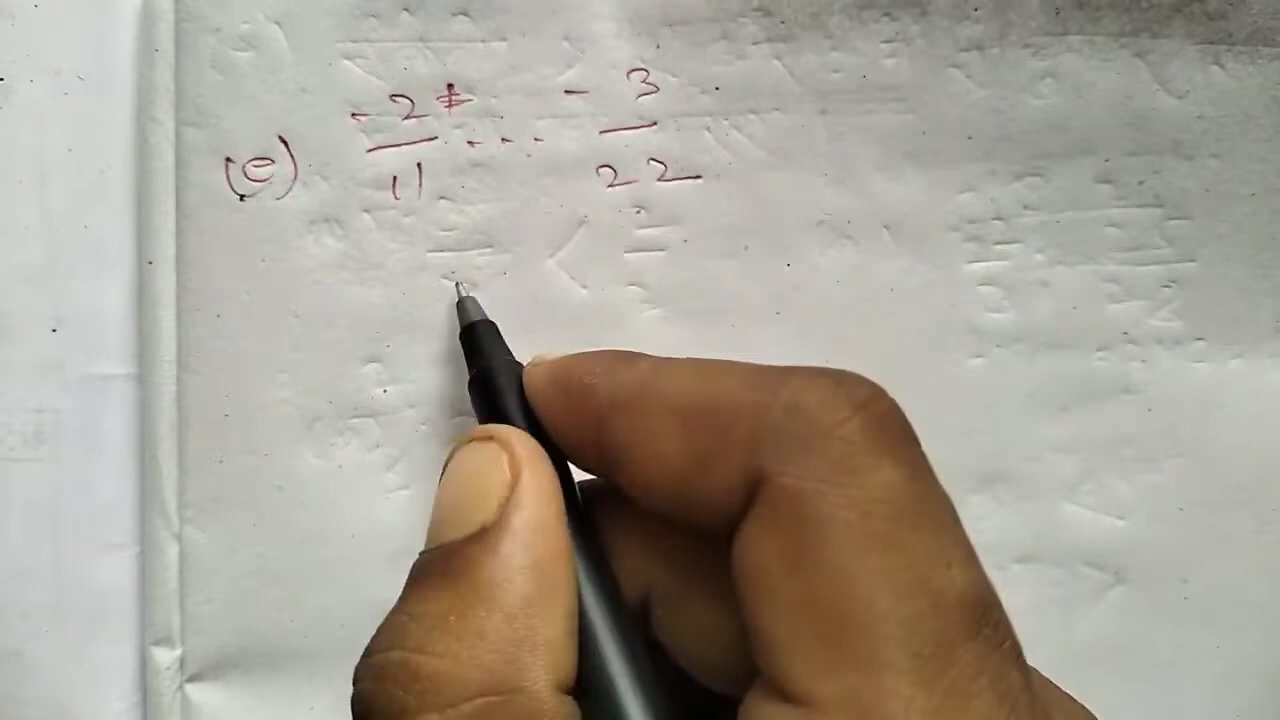 (e) -2/11 .... - 3/22